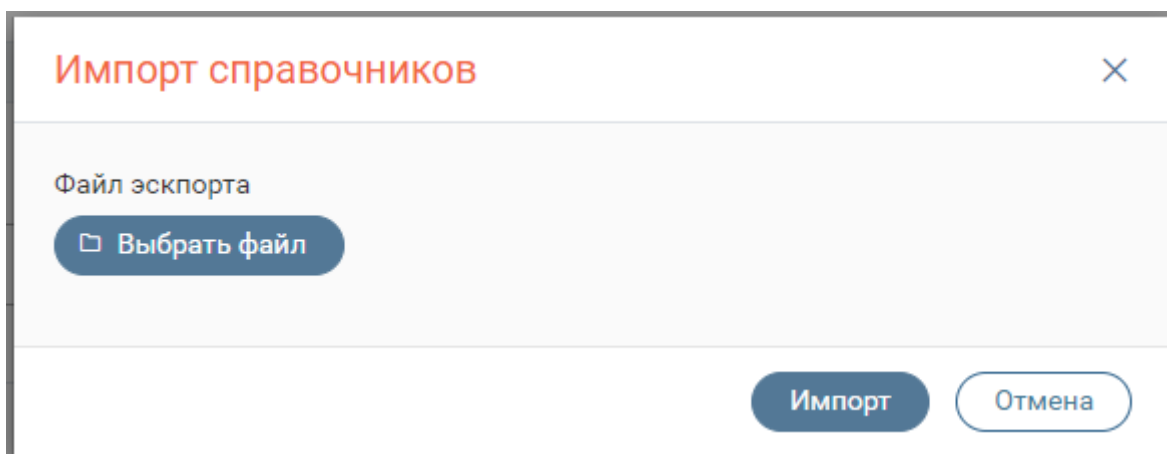 Импорт справочников
Файл эскпорта
Выбрать файл
Импорт Отмена